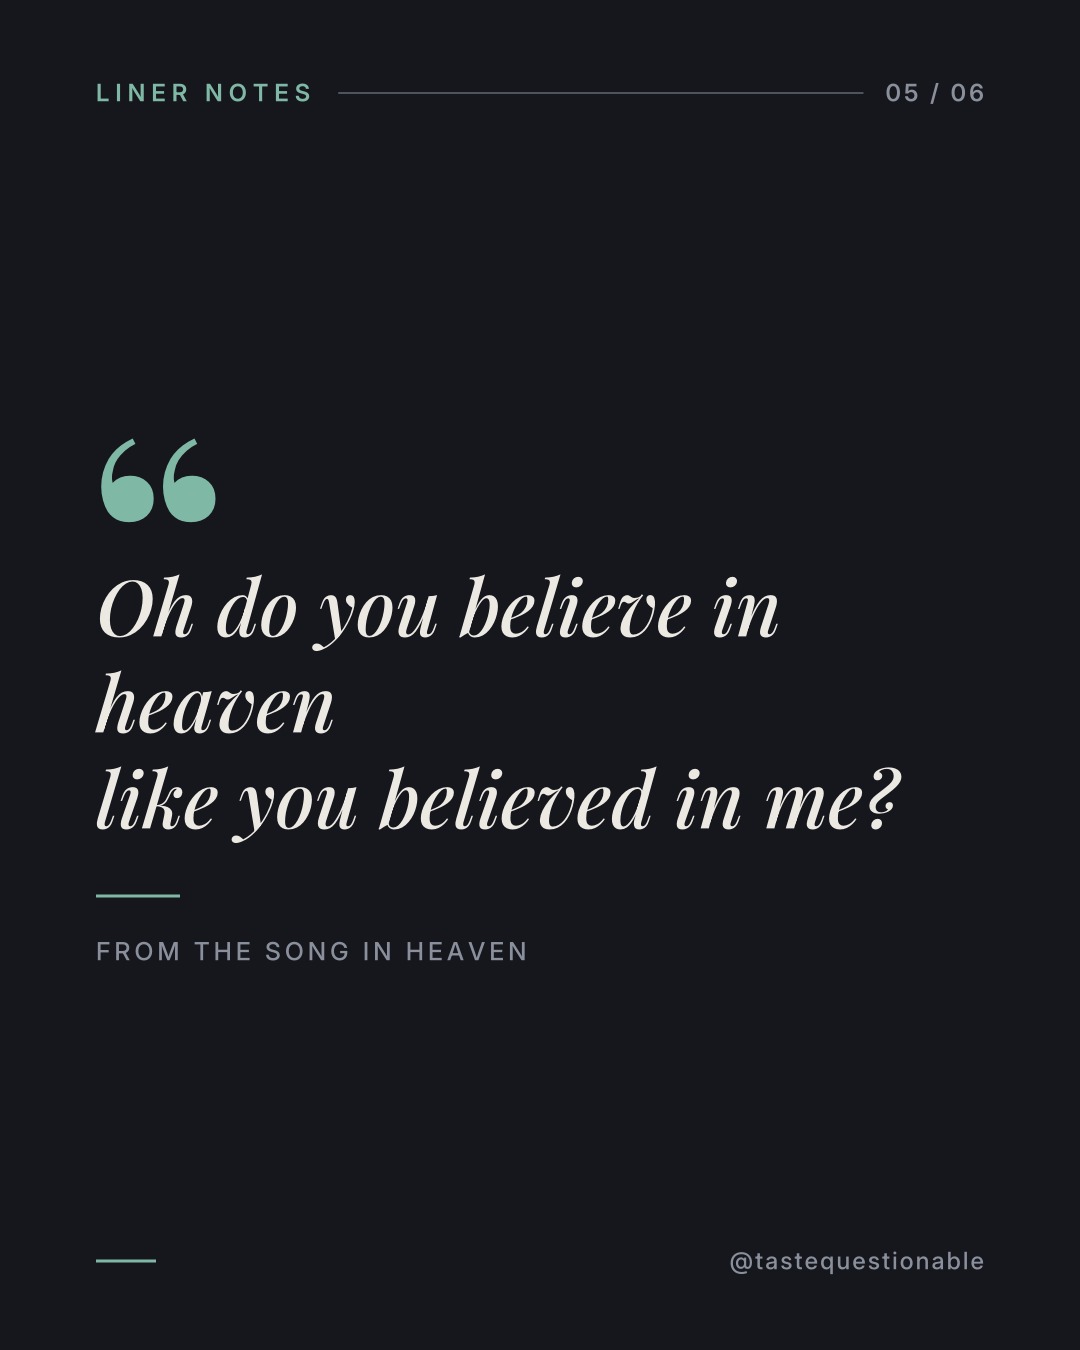 LINER NOTES 05 / 06
“
Oh do you believe in
heaven
like you believed in me?
FROM THE SONG IN HEAVEN
@tastequestionable